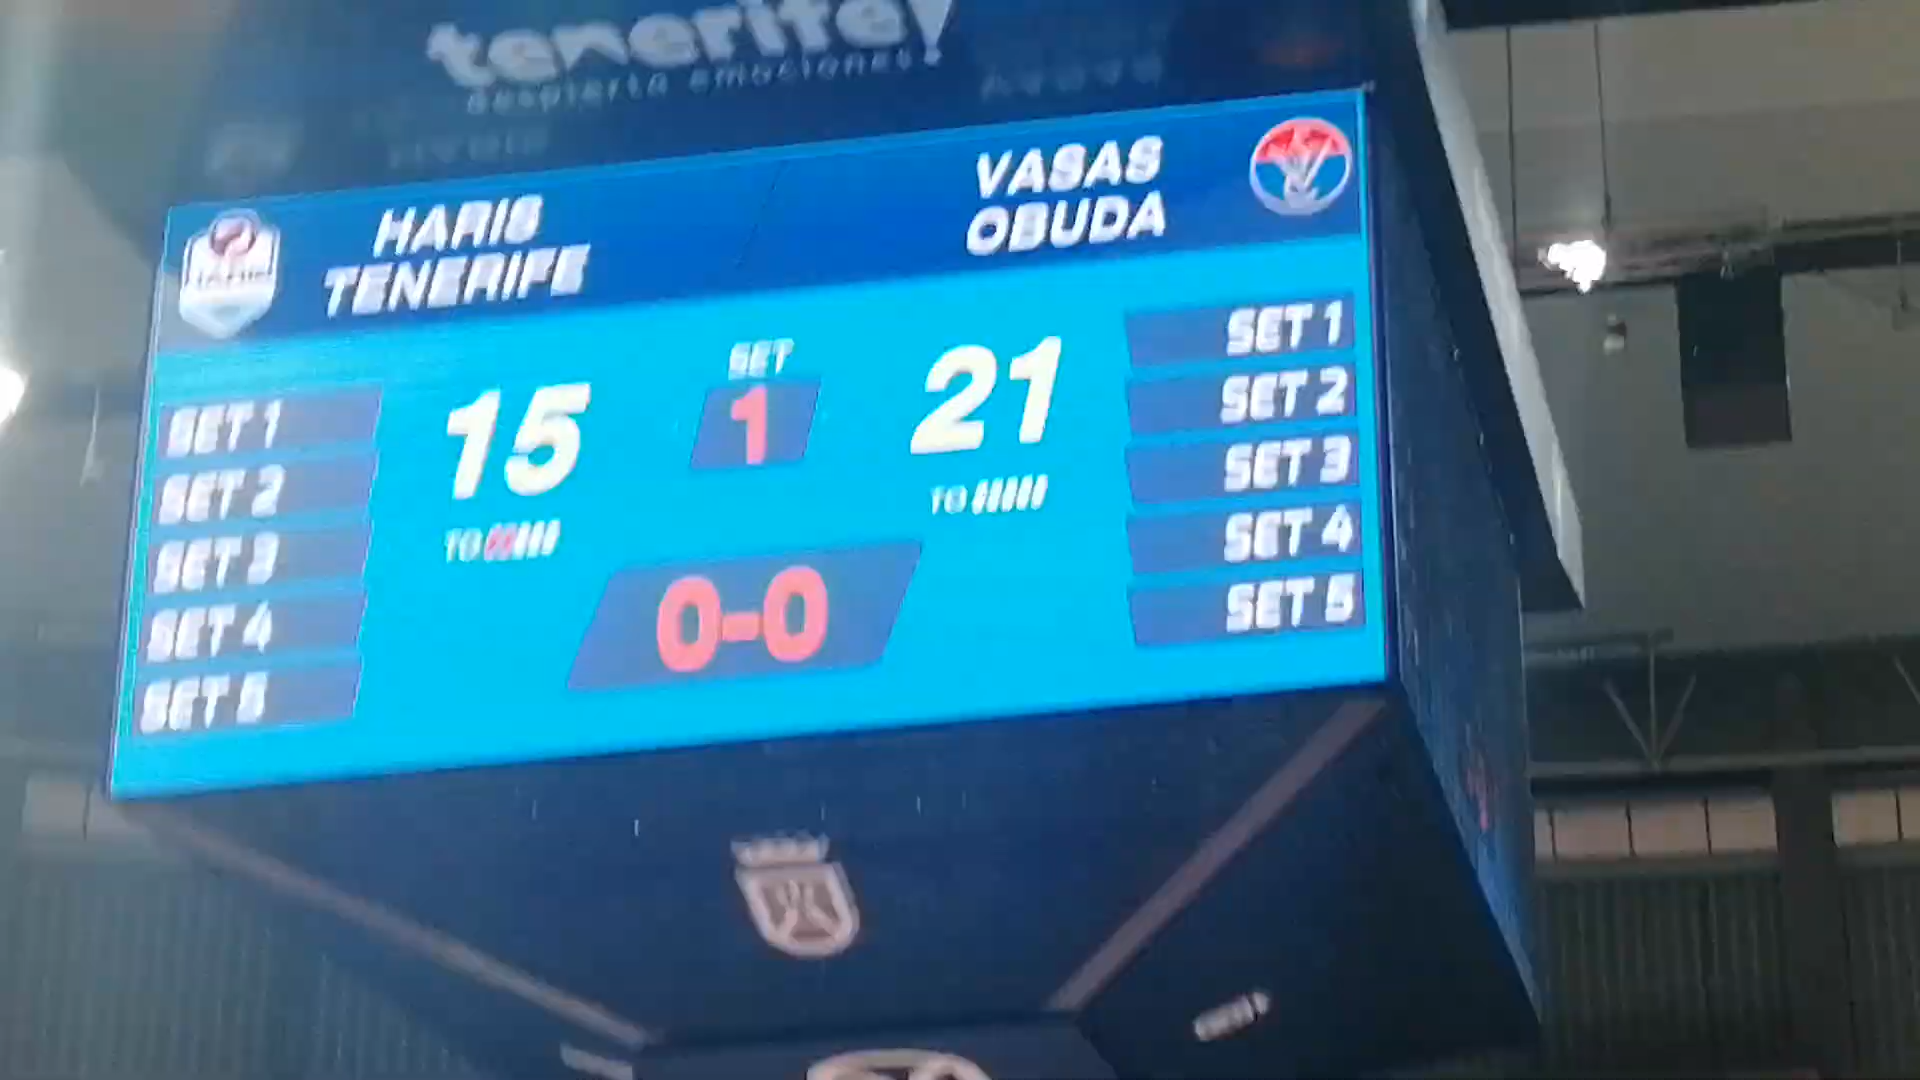 tenerife!
despierta emociones!
HARIS
TENERIFE
VASAS
OBUDA
SET 1
SET 2
SET 3
SET 4
SET 5
15
TO
SET
1
21
TO
0-0
SET 1
SET 2
SET 3
SET 4
SET 5